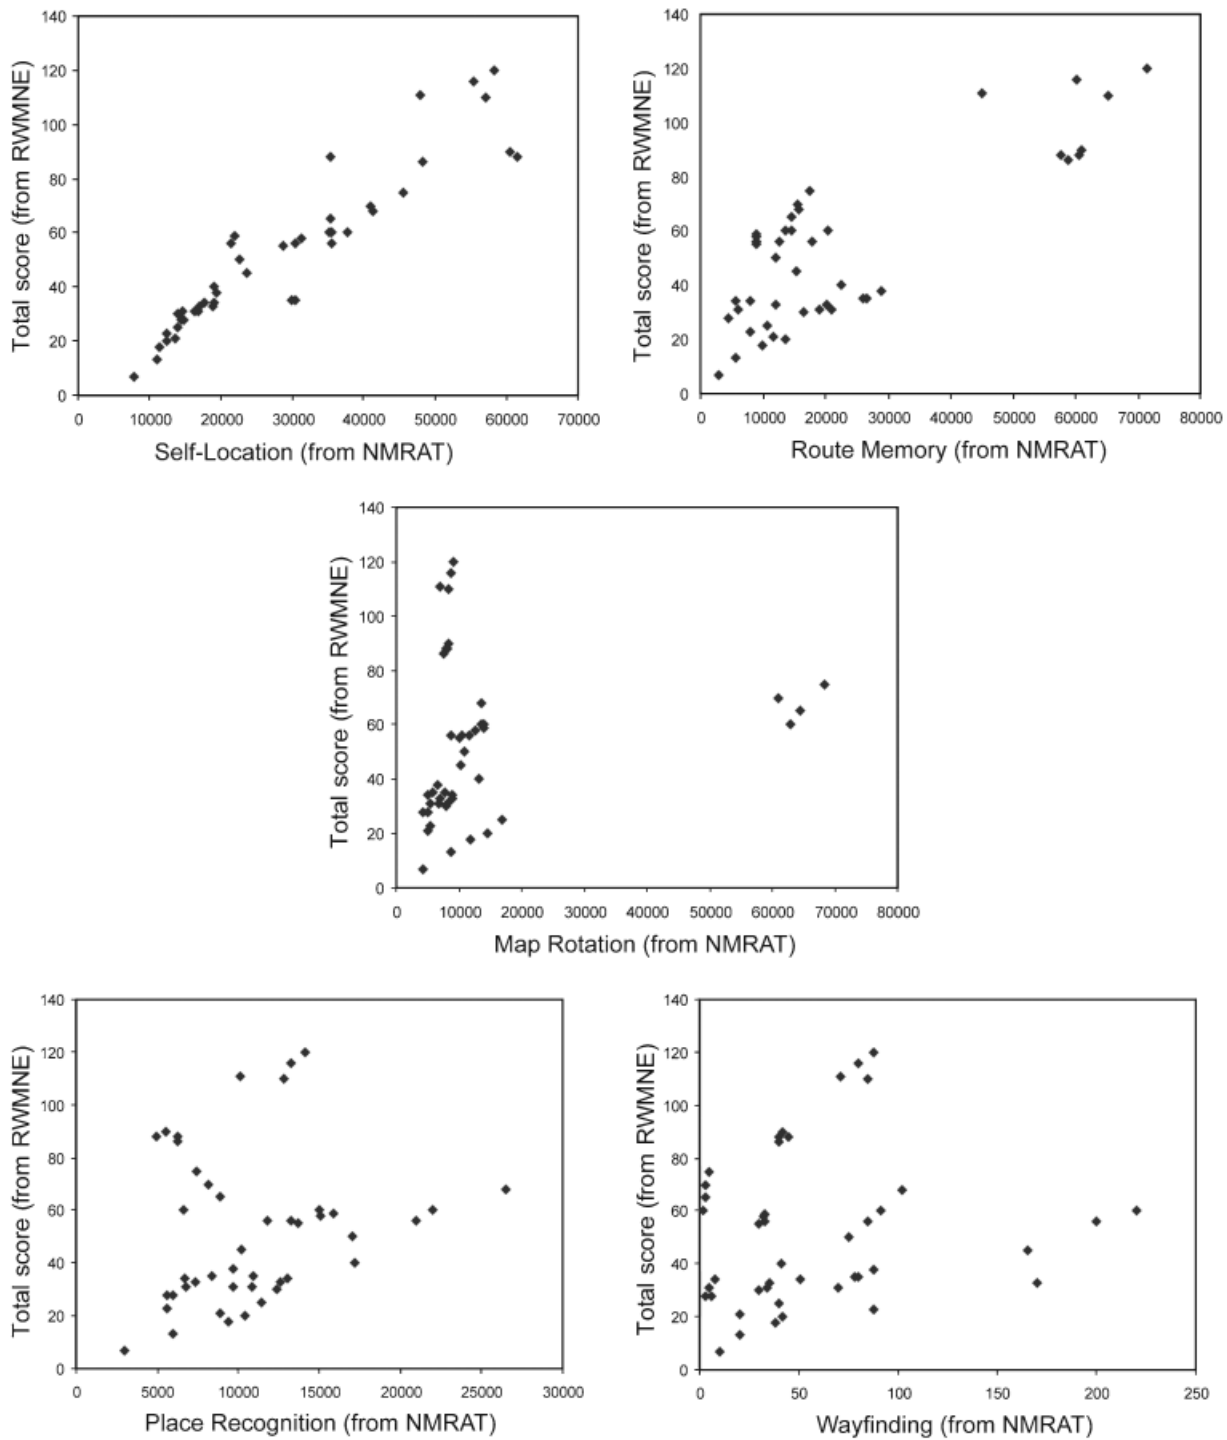 140
120
100
80
60
40
20
0
Total score (from RWMNE)
0 10000 20000 30000 40000 50000 60000 70000
Self-Location (from NMRAT)
140
120
100
80
60
40
20
0
Total score (from RWMNE)
0 10000 20000 30000 40000 50000 60000 70000 80000
Route Memory (from NMRAT)
140
120
100
80
60
40
20
0
Total score (from RWMNE)
0 10000 20000 30000 40000 50000 60000 70000 80000
Map Rotation (from NMRAT)
140
120
100
80
60
40
20
0
Total score (from RWMNE)
0 5000 10000 15000 20000 25000 30000
Place Recognition (from NMRAT)
140
120
100
80
60
40
20
0
Total score (from RWMNE)
0 50 100 150 200 250
Wayfinding (from NMRAT)